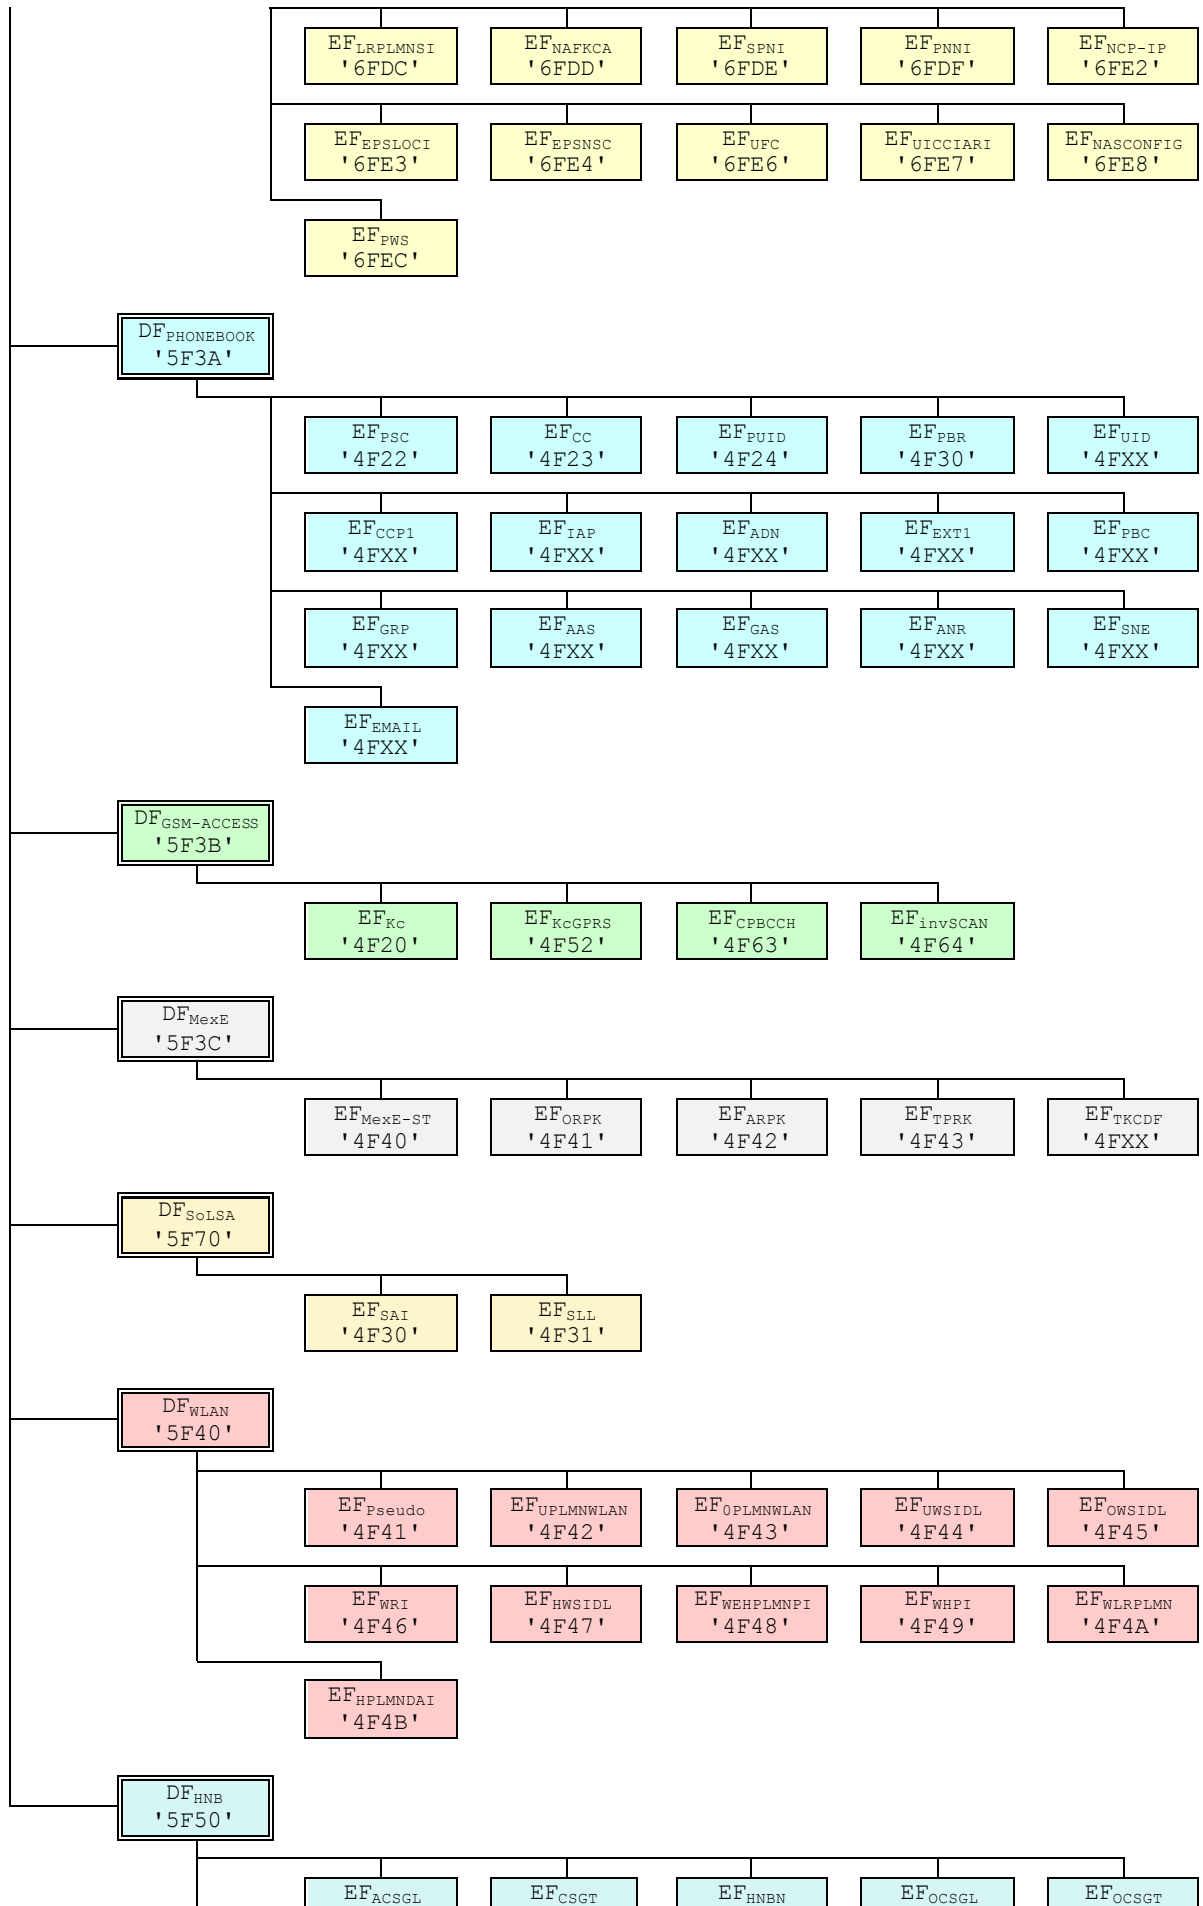 EFLRPLMNSI EFNAFKCA EFSPNI EFPNNI EFNCP-IP
'6FDC' '6FDD' '6FDE' '6FDF' '6FE2'
EFEPSLOCI EFEPSNSC EFUFC EFUICCIARI EFNASCONFIG
'6FE3' '6FE4' '6FE6' '6FE7' '6FE8'
EFPWS
'6FEC'
DFPHONEBOOK
'5F3A'
EFPSC EFCC EFPUID EFPBR EFUID
'4F22' '4F23' '4F24' '4F30' '4FXX'
EFCCP1 EFIAP EFADN EFEXT1 EFPBC
'4FXX' '4FXX' '4FXX' '4FXX' '4FXX'
EFGRP EFAAS EFGAS EFANR EFSNE
'4FXX' '4FXX' '4FXX' '4FXX' '4FXX'
EFEMAIL
'4FXX'
DFGSM-ACCESS
'5F3B'
EFKc EFKcGPRS EFCPBCCH EFinvSCAN
'4F20' '4F52' '4F63' '4F64'
DFMexE
'5F3C'
EFMexE-ST EFORPK EFARPK EFTPRK EFTKCDF
'4F40' '4F41' '4F42' '4F43' '4FXX'
DFSoLSA
'5F70'
EFSAI EFSLL
'4F30' '4F31'
DFWLAN
'5F40'
EFPseudo EFUPLMNWLAN EF0PLMNWLAN EFUWSIDL EFOWSIDL
'4F41' '4F42' '4F43' '4F44' '4F45'
EFWRI EFHWSIDL EFWEHPLMNPI EFWHPI EFWLRPLMN
'4F46' '4F47' '4F48' '4F49' '4F4A'
EFHPLMNDAI
'4F4B'
DFHNB
'5F50'
EFACSGL EFCSGT EFHNBN EFOCSGL EFOCSGT